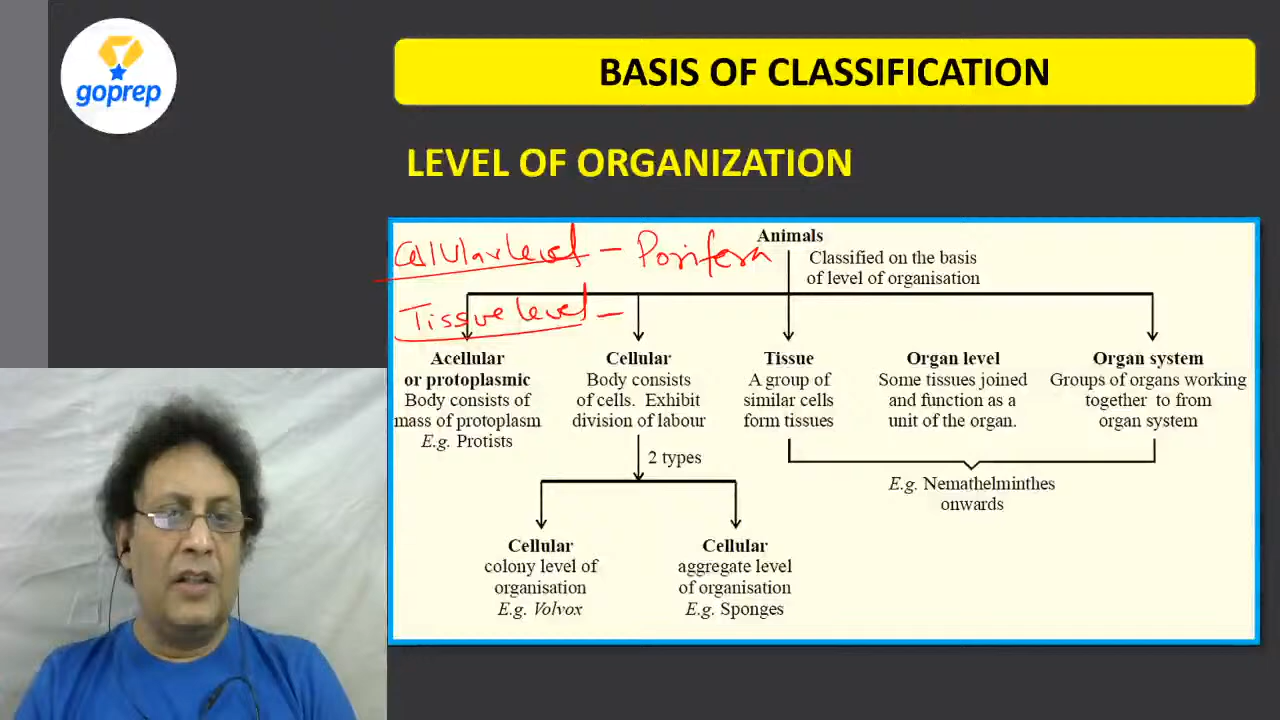 goprep
BASIS OF CLASSIFICATION
LEVEL OF ORGANIZATION
Cellular level – Porifera
Tissue level –
Animals
Classified on the basis
of level of organisation
Acellular
or protoplasmic
Body consists of
mass of protoplasm
E.g. Protists
Cellular
Body consists
of cells. Exhibit
division of labour
Tissue
A group of
similar cells
form tissues
Organ level
Some tissues joined
and function as a
unit of the organ.
Organ system
Groups of organs working
together to from
organ system
2 types
E.g. Nemathelminthes
onwards
Cellular
colony level of
organisation
E.g. Volvox
Cellular
aggregate level
of organisation
E.g. Sponges